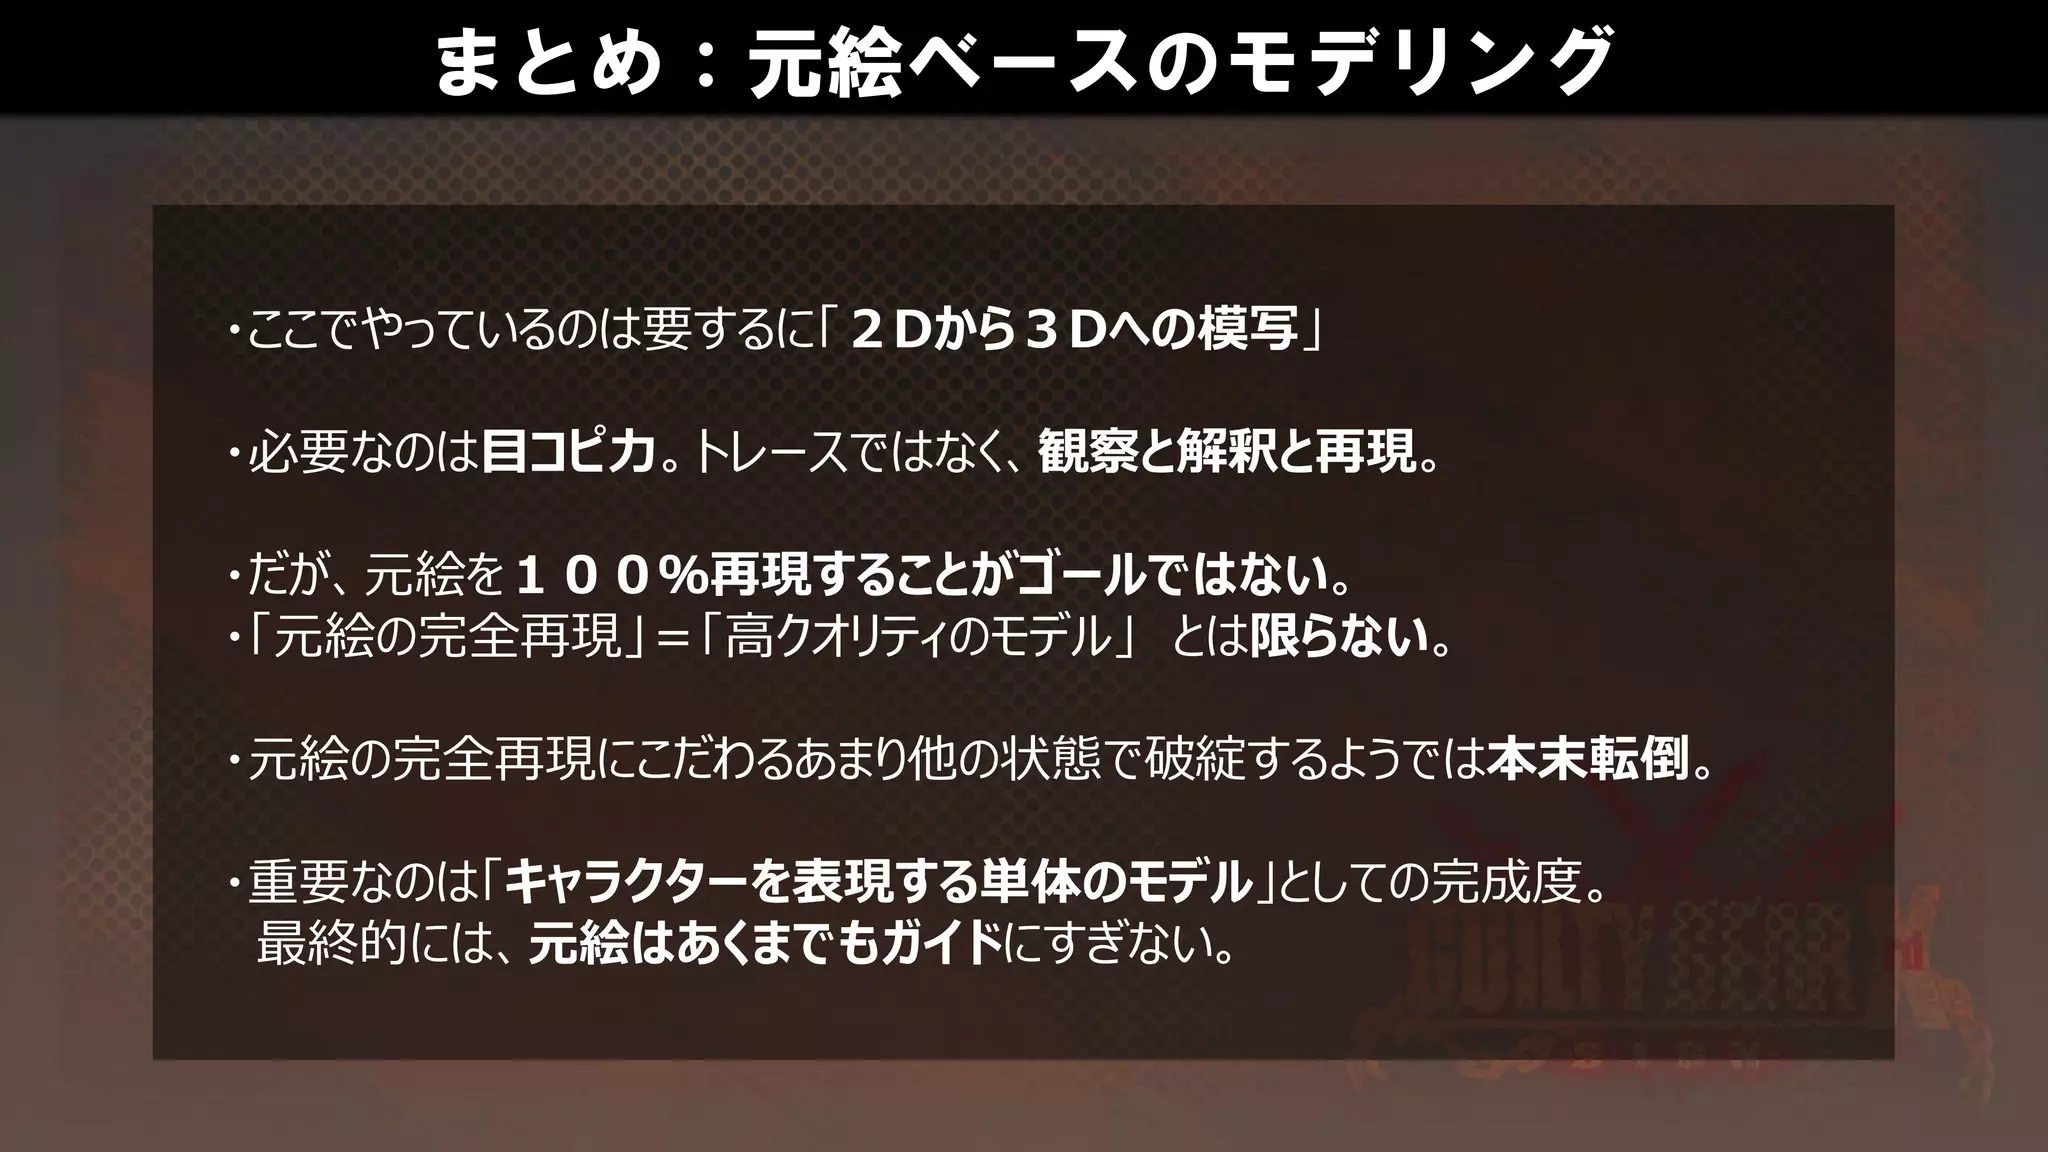 まとめ：元絵ベースのモデリング
・ここでやっているのは要するに「２Dから３Dへの模写」
・必要なのは目コピ力。トレースではなく、観察と解釈と再現。
・だが、元絵を１００％再現することがゴールではない。
・「元絵の完全再現」＝「高クオリティのモデル」　とは限らない。
・元絵の完全再現にこだわるあまり他の状態で破綻するようでは本末転倒。
・重要なのは「キャラクターを表現する単体のモデル」としての完成度。
最終的には、元絵はあくまでもガイドにすぎない。
GUILTY GEAR Xrd
SIGN